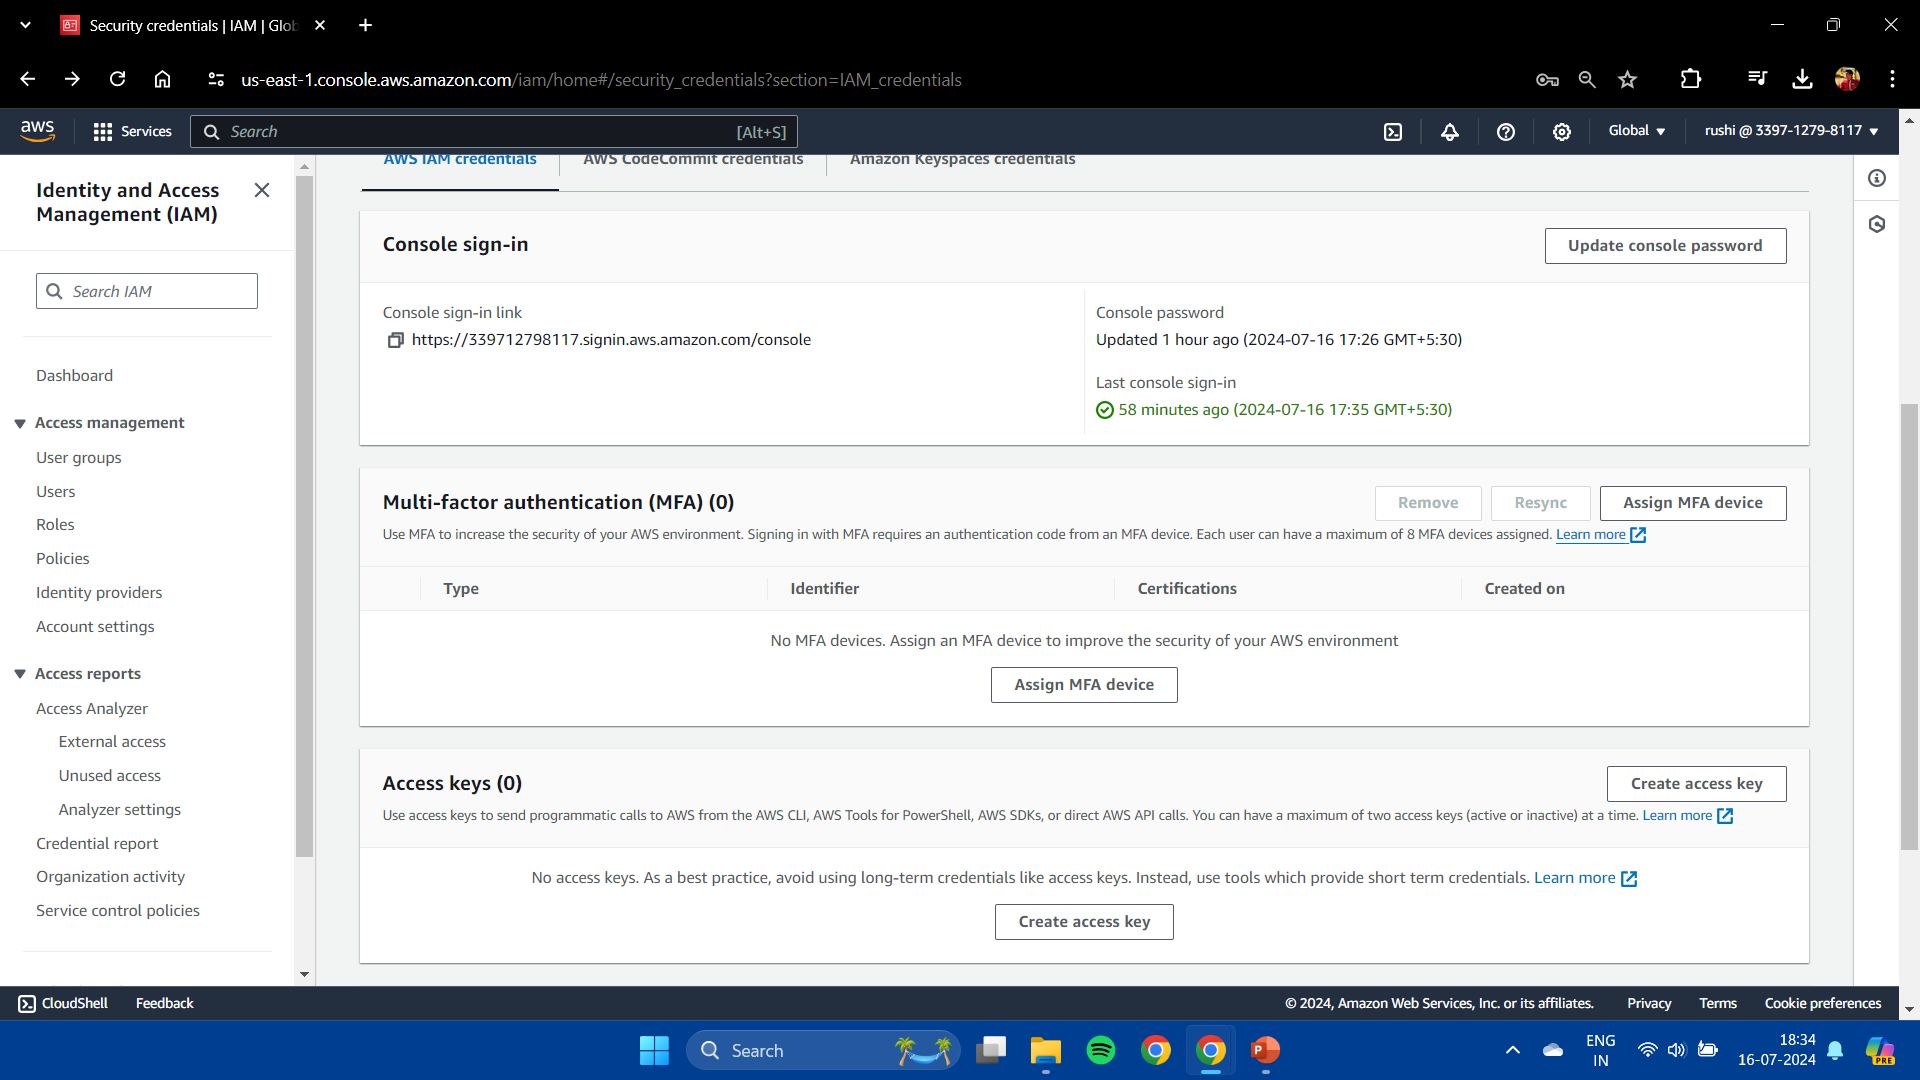 Security credentials | IAM | Glob
us-east-1.console.aws.amazon.com/iam/home#/security_credentials?section=IAM_credentials
aws
Services
Search
[Alt+S]
Global
rushi @ 3397-1279-8117
Identity and Access
Management (IAM)
Search IAM
Dashboard
Access management
User groups
Users
Roles
Policies
Identity providers
Account settings
Access reports
Access Analyzer
External access
Unused access
Analyzer settings
Credential report
Organization activity
Service control policies
AWS IAM credentials
AWS CodeCommit credentials
Amazon Keyspaces credentials
Console sign-in
Update console password
Console sign-in link
https://339712798117.signin.aws.amazon.com/console
Console password
Updated 1 hour ago (2024-07-16 17:26 GMT+5:30)
Last console sign-in
58 minutes ago (2024-07-16 17:35 GMT+5:30)
Multi-factor authentication (MFA) (0)
Remove
Resync
Assign MFA device
Use MFA to increase the security of your AWS environment. Signing in with MFA requires an authentication code from an MFA device. Each user can have a maximum of 8 MFA devices assigned. Learn more
Type
Identifier
Certifications
Created on
No MFA devices. Assign an MFA device to improve the security of your AWS environment
Assign MFA device
Access keys (0)
Create access key
Use access keys to send programmatic calls to AWS from the AWS CLI, AWS Tools for PowerShell, AWS SDKs, or direct AWS API calls. You can have a maximum of two access keys (active or inactive) at a time. Learn more
No access keys. As a best practice, avoid using long-term credentials like access keys. Instead, use tools which provide short term credentials. Learn more
Create access key
CloudShell
Feedback
© 2024, Amazon Web Services, Inc. or its affiliates.
Privacy
Terms
Cookie preferences
Search
ENG
IN
18:34
16-07-2024
PRE